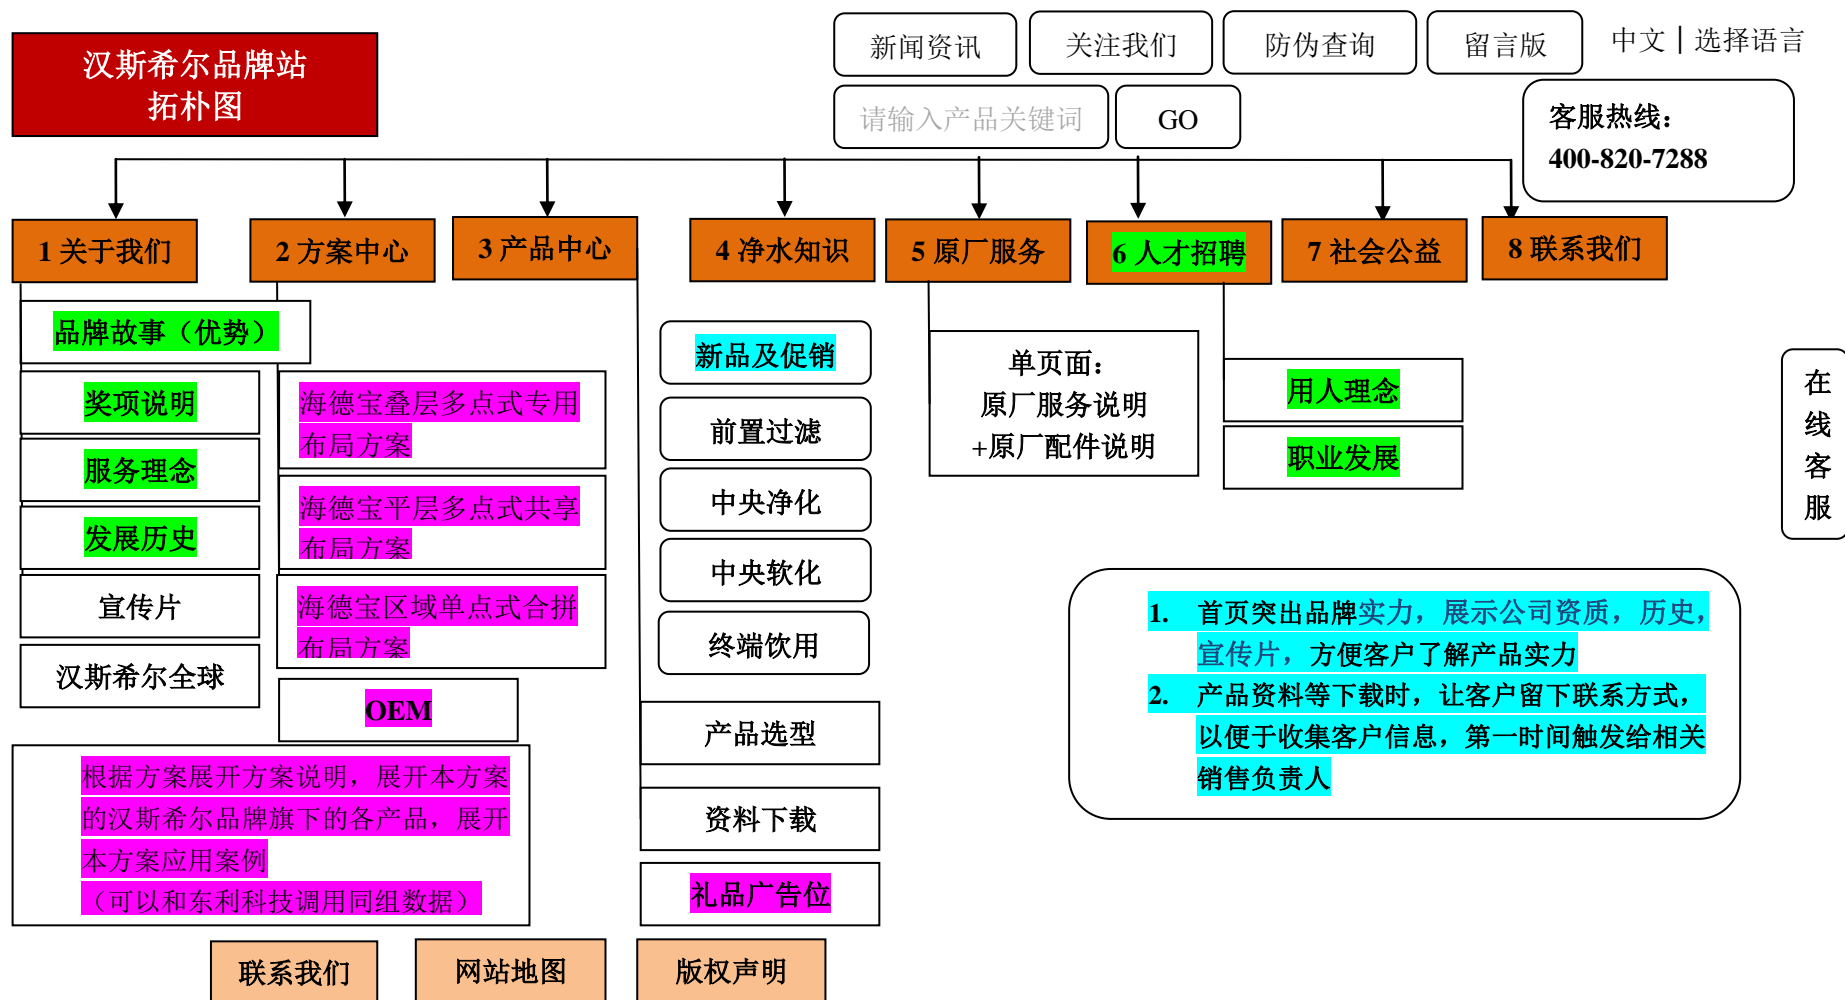 汉斯希尔品牌站
拓朴图
新闻资讯
关注我们
防伪查询
留言版
中文｜选择语言
请输入产品关键词
GO
客服热线：
400-820-7288
1 关于我们
2 方案中心
3 产品中心
4 净水知识
5 原厂服务
6 人才招聘
7 社会公益
8 联系我们
品牌故事（优势）
奖项说明
服务理念
发展历史
宣传片
汉斯希尔全球
海德宝叠层多点式专用
布局方案
海德宝平层多点式共享
布局方案
海德宝区域单点式合拼
布局方案
OEM
根据方案展开方案说明，展开本方案
的汉斯希尔品牌旗下的各产品，展开
本方案应用案例
（可以和东利科技调用同组数据）
新品及促销
前置过滤
中央净化
中央软化
终端饮用
产品选型
资料下载
礼品广告位
单页面：
原厂服务说明
+原厂配件说明
用人理念
职业发展
在
线
客
服
1. 首页突出品牌实力，展示公司资质，历史，
宣传片，方便客户了解产品实力
2. 产品资料等下载时，让客户留下联系方式，
以便于收集客户信息，第一时间触发给相关
销售负责人
联系我们
网站地图
版权声明